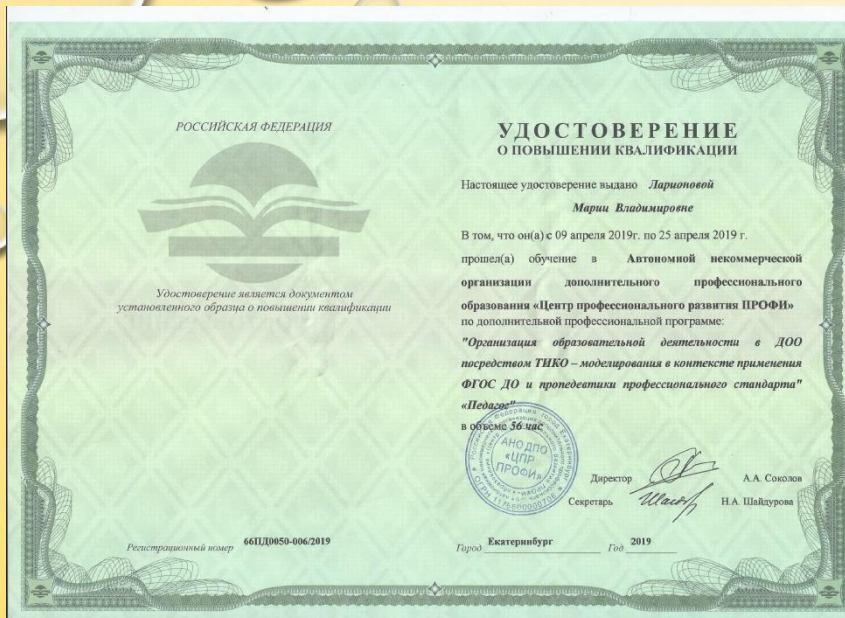 РОССИЙСКАЯ ФЕДЕРАЦИЯ
Удостоверение является документом
установленного образца о повышении квалификации
Регистрационный номер 66ПД0050-006/2019
УДОСТОВЕРЕНИЕ
О ПОВЫШЕНИИ КВАЛИФИКАЦИИ
Настоящее удостоверение выдано Ларионовой
Марии Владимировне
В том, что он(а) с 09 апреля 2019г. по 25 апреля 2019 г.
прошел(а) обучение в Автономной некоммерческой
организации дополнительного профессионального
образования «Центр профессионального развития ПРОФИ»
по дополнительной профессиональной программе:
"Организация образовательной деятельности в ДОО
посредством ТИКО – моделирования в контексте применения
ФГОС ДО и пропедевтики профессионального стандарта"
«Педагог"
в объеме 56 час
АНО ДПО
«ЦПР
ПРОФИ»
Директор А.А. Соколов
Секретарь Н.А. Шайдурова
Город Екатеринбург Год 2019